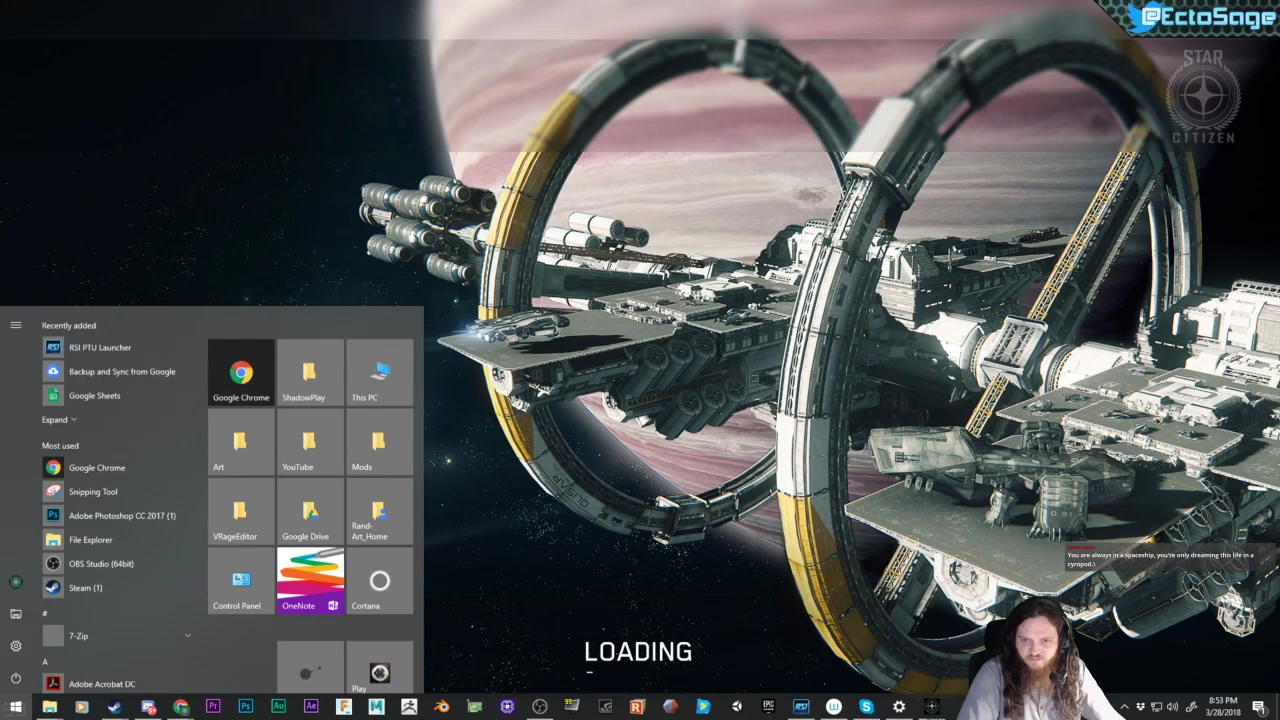 @EctoSage
STAR
CITIZEN
Recently added
RSI PTU Launcher
Backup and Sync from Google
Google Sheets
Expand
Most used
Google Chrome
Snipping Tool
Adobe Photoshop CC 2017 (1)
File Explorer
OBS Studio (64bit)
Steam (1)
#
7-Zip
A
Adobe Acrobat DC
Google Chrome
ShadowPlay
This PC
Art
YouTube
Mods
VRageEditor
Google Drive
Rand-
Art_Home
Control Panel
OneNote
Cortana
Play
OLISAR
You are always in a spaceship, you're only dreaming this life in a
cyropod.\
LOADING
8:53 PM
3/28/2018